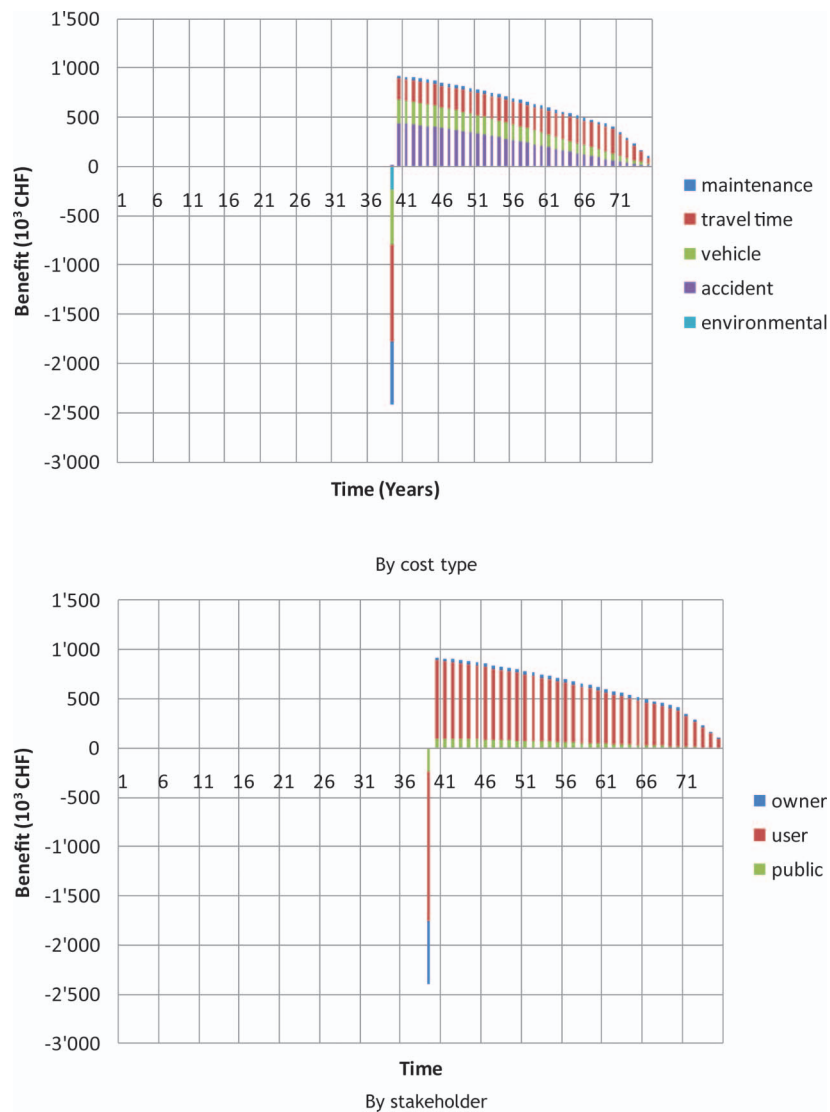 1'500
1'000
500
0
-500
-1'000
-1'500
-2'000
-2'500
-3'000
Benefit (10³ CHF)
1 6 11 16 21 26 31 36 41 46 51 56 61 66 71
Time (Years)
maintenance
travel time
vehicle
accident
environmental
By cost type
1'500
1'000
500
0
-500
-1'000
-1'500
-2'000
-2'500
-3'000
Benefit (10³ CHF)
1 6 11 16 21 26 31 36 41 46 51 56 61 66 71
Time
owner
user
public
By stakeholder